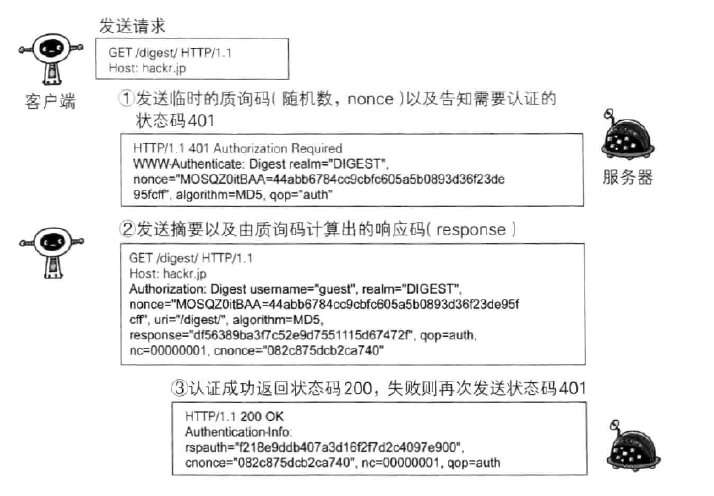 发送请求
GET /digest/ HTTP/1.1
Host: hackr.jp
客户端
①发送临时的质询码(随机数，nonce)以及告知需要认证的
状态码401
HTTP/1.1 401 Authorization Required
WWW-Authenticate: Digest realm="DIGEST",
nonce="MOSQZ0itBAA=44abb6784cc9cbfc605a5b0893d36f23de
95fcff", algorithm=MD5, qop="auth"
服务器
②发送摘要以及由质询码计算出的响应码(response)
GET /digest/ HTTP/1.1
Host: hackr.jp
Authorization: Digest username="guest", realm="DIGEST",
nonce="MOSQZ0itBAA=44abb6784cc9cbfc605a5b0893d36f23de95f
cff", uri="/digest/", algorithm=MD5,
response="df56389ba3f7c52e9d7551115d67472f", qop=auth,
nc=00000001, cnonce="082c875dcb2ca740"
③认证成功返回状态码200，失败则再次发送状态码401
HTTP/1.1 200 OK
Authentication-Info:
rspauth="f218e9ddb407a3d16f2f7d2c4097e900",
cnonce="082c875dcb2ca740", nc=00000001, qop=auth